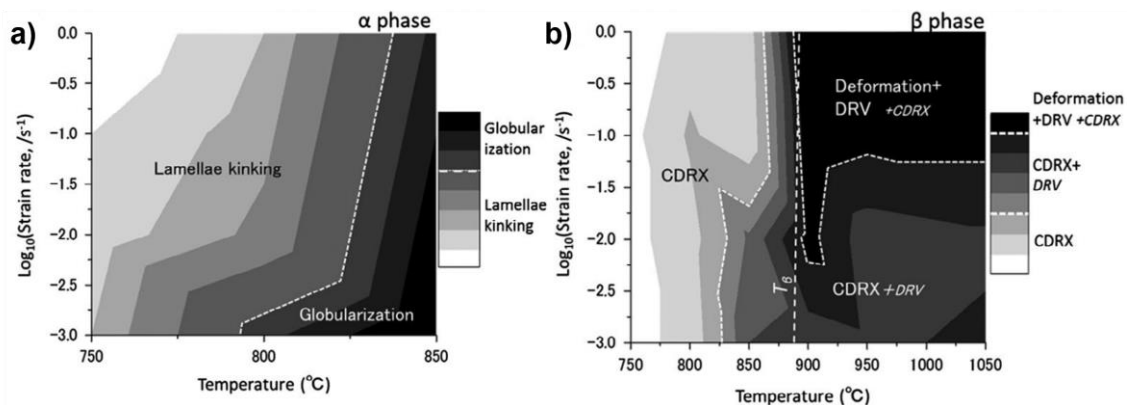 a)
α phase
Log₁₀(Strain rate, /s⁻¹)
0.0
-0.5
-1.0
-1.5
-2.0
-2.5
-3.0
Lamellae kinking
Globularization
750
800
850
Temperature (℃)
Globular
ization
Lamellae
kinking
b)
β phase
Log₁₀(Strain rate, /s⁻¹)
0.0
-0.5
-1.0
-1.5
-2.0
-2.5
-3.0
Deformation+
DRV +CDRX
CDRX
Tβ
CDRX+DRV
750
800
850
900
950
1000
1050
Temperature (℃)
Deformation
+DRV +CDRX
CDRX+
DRV
CDRX